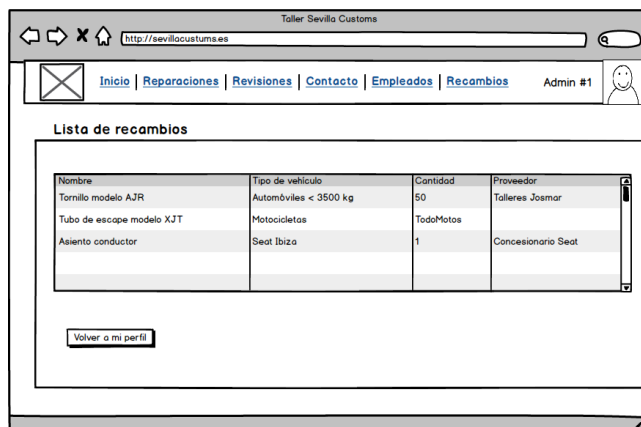 Taller Sevilla Customs
http://sevillacustums.es
Inicio | Reparaciones | Revisiones | Contacto | Empleados | Recambios Admin #1
Lista de recambios
Nombre Tipo de vehículo Cantidad Proveedor
Tornillo modelo AJR Automóviles < 3500 kg 50 Talleres Josmar
Tubo de escape modelo XJT Motocicletas TodoMotos
Asiento conductor Seat Ibiza 1 Concesionario Seat
Volver a mi perfil